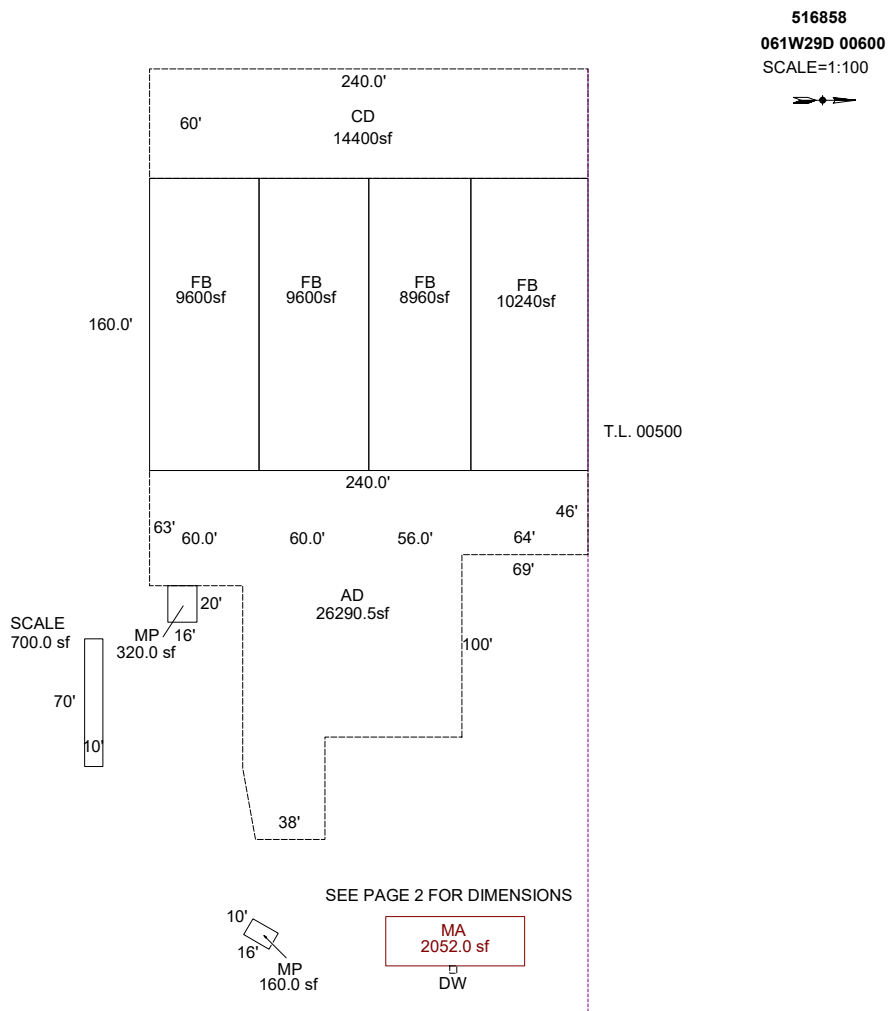 516858
061W29D 00600
SCALE=1:100
240.0'
60'
CD
14400sf
FB
9600sf
FB
9600sf
FB
8960sf
FB
10240sf
160.0'
T.L. 00500
240.0'
46'
63'
60.0'
60.0'
56.0'
64'
69'
AD
26290.5sf
20'
16'
MP
320.0 sf
SCALE
700.0 sf
70'
10'
100'
38'
SEE PAGE 2 FOR DIMENSIONS
10'
16'
MP
160.0 sf
MA
2052.0 sf
DW